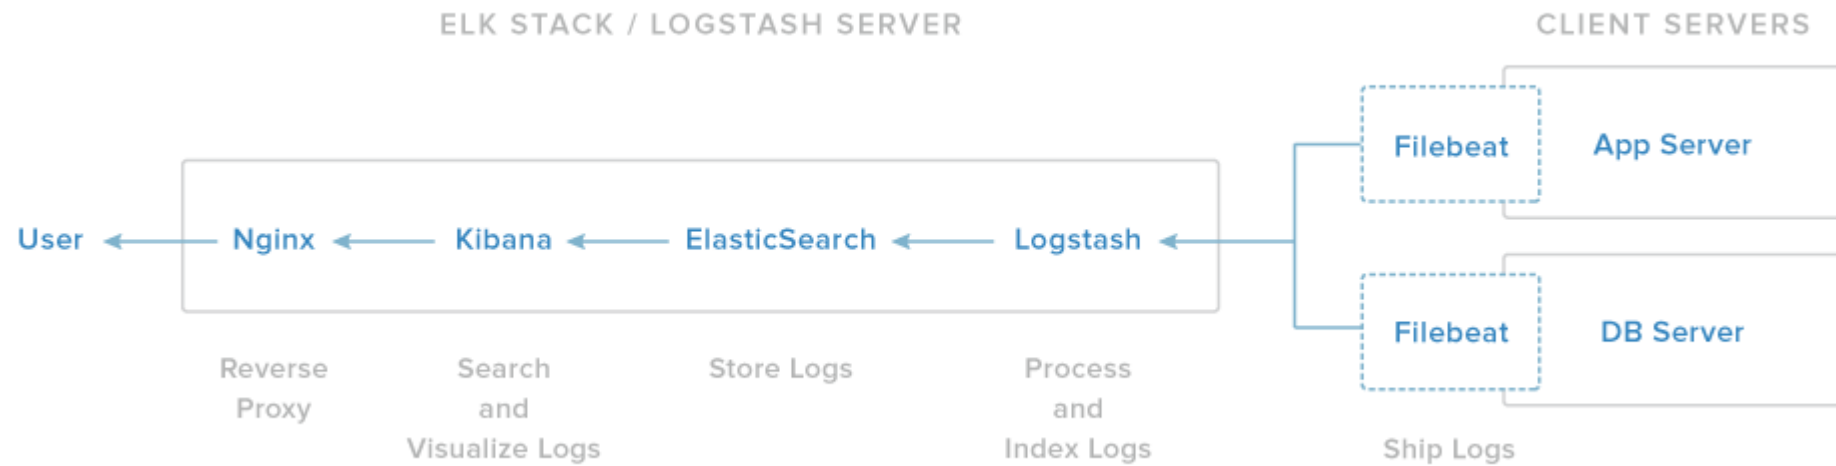 ELK STACK / LOGSTASH SERVER
CLIENT SERVERS
Filebeat
App Server
User
Nginx
Kibana
ElasticSearch
Logstash
Filebeat
DB Server
Reverse
Proxy
Search
and
Visualize Logs
Store Logs
Process
and
Index Logs
Ship Logs